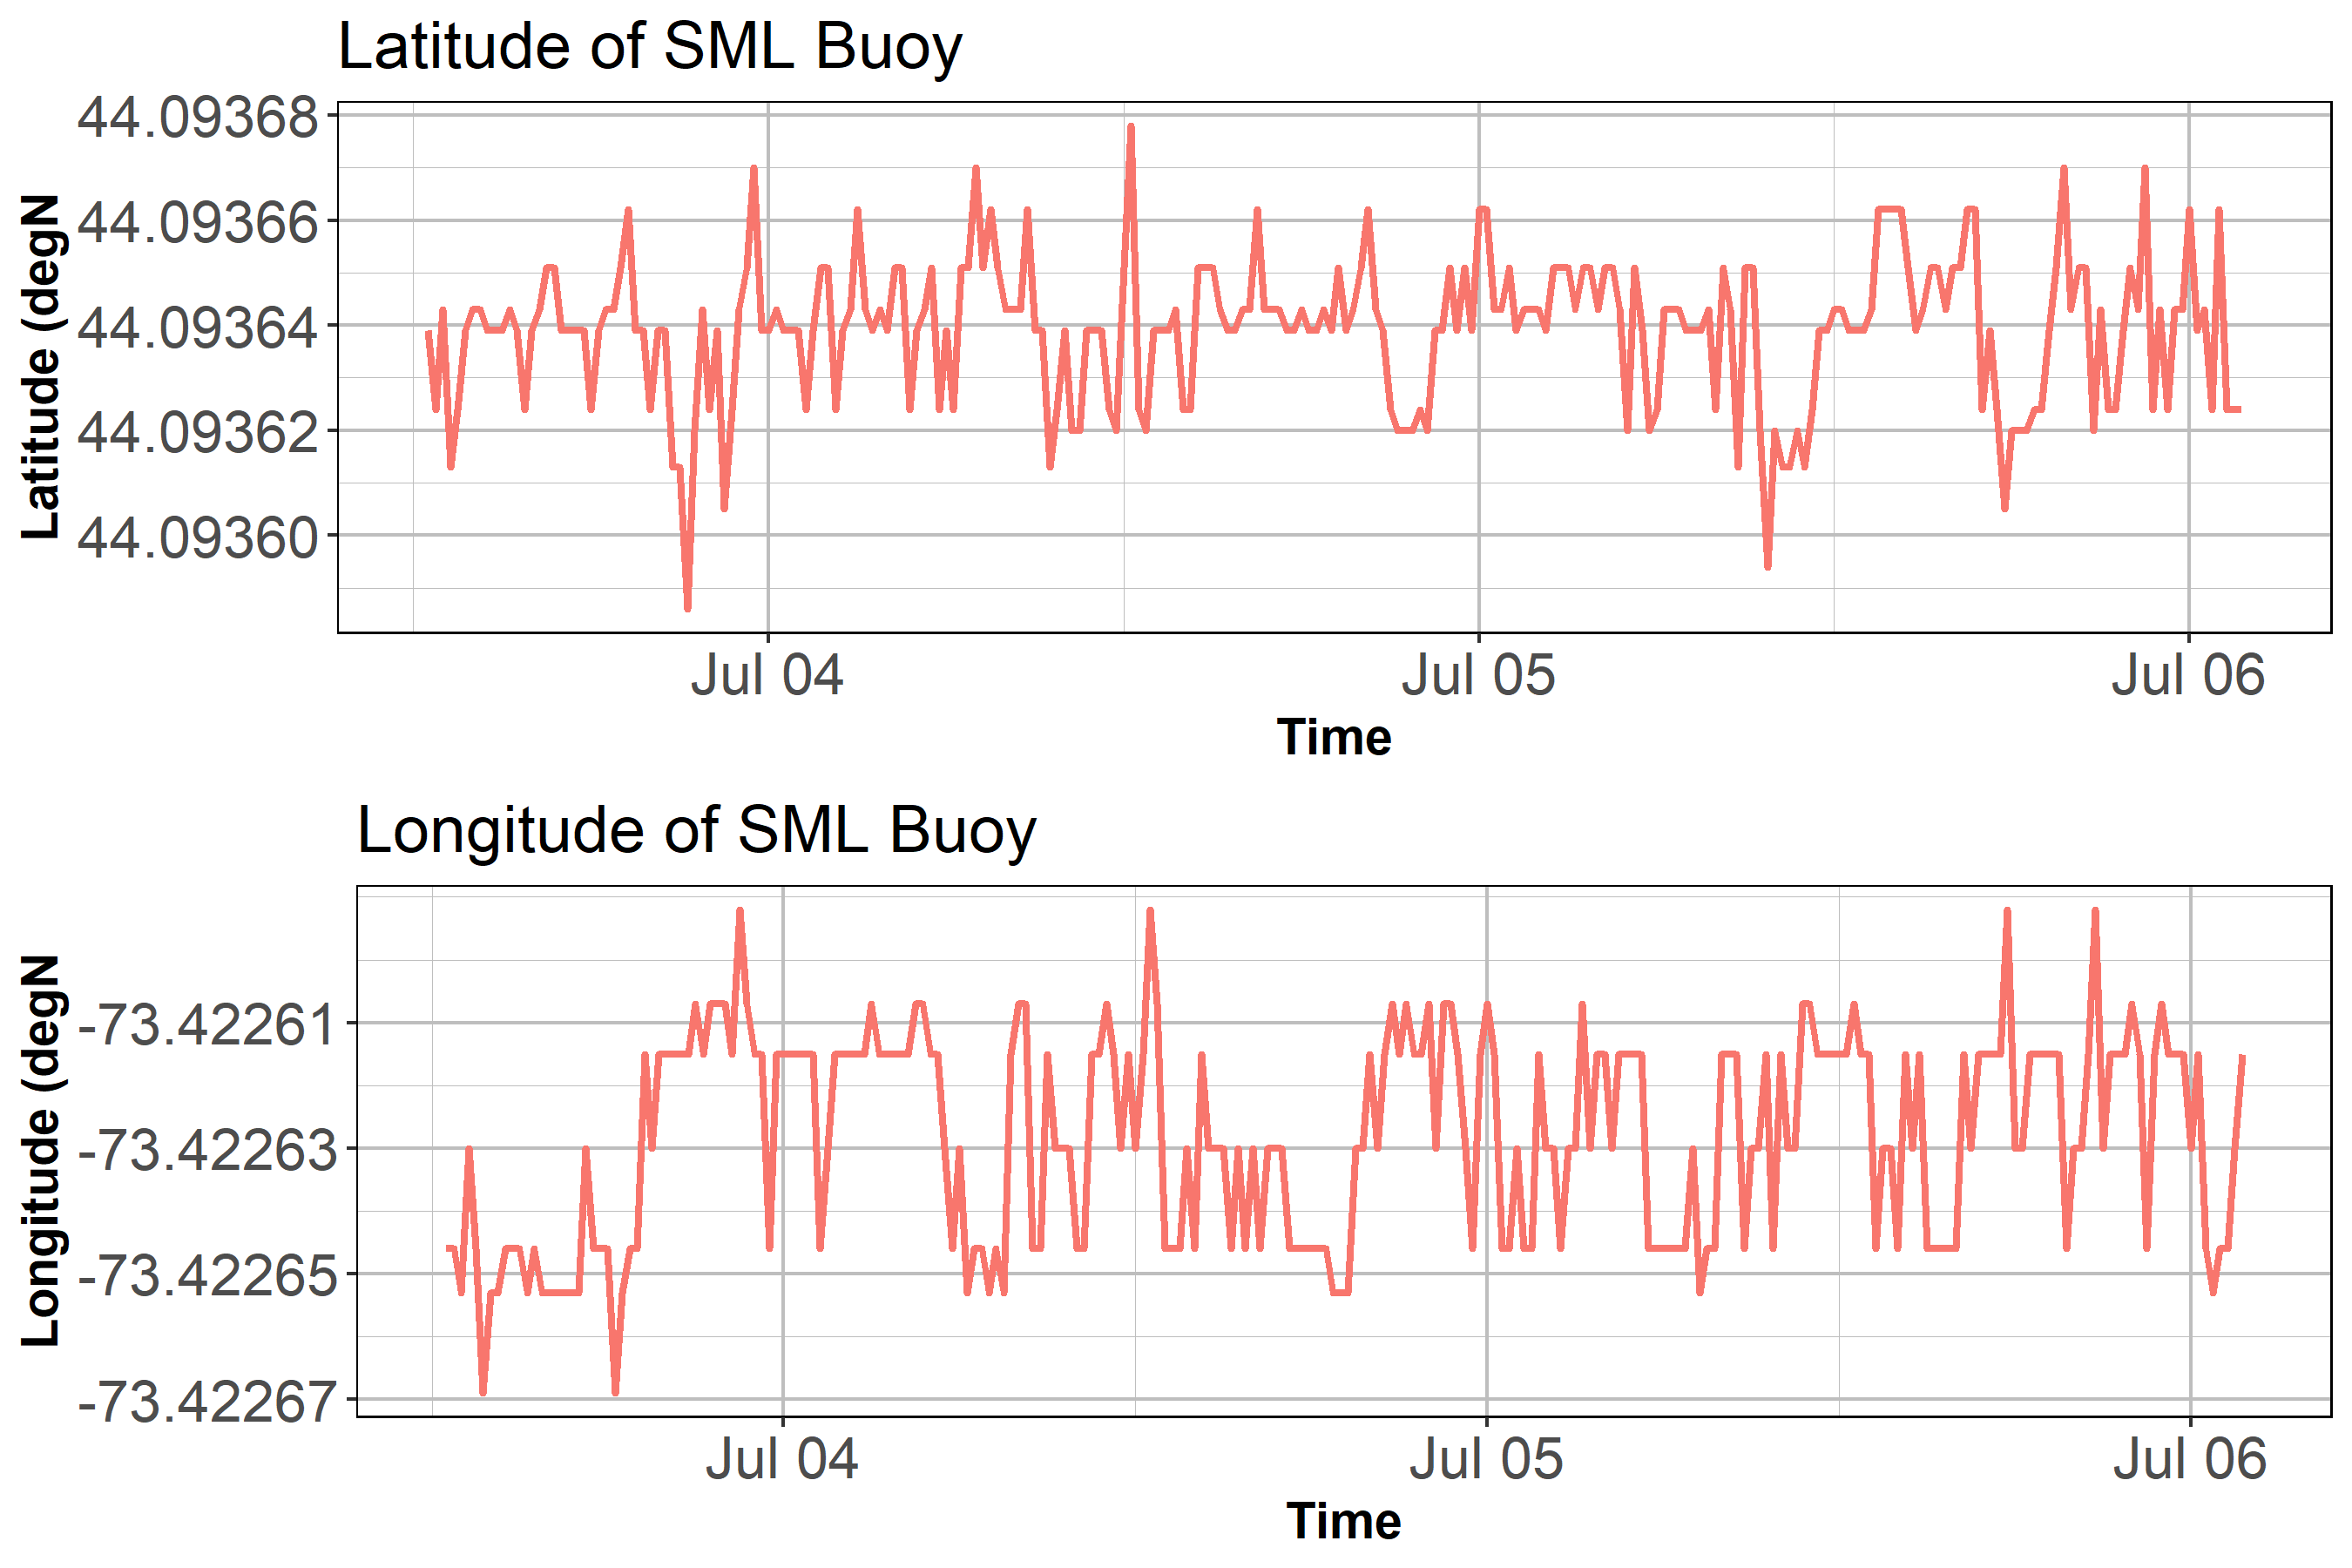 Latitude of SML Buoy
Latitude (degN
44.09368
44.09366
44.09364
44.09362
44.09360
Jul 04 Jul 05 Jul 06
Time
Longitude of SML Buoy
Longitude (degN
-73.42261
-73.42263
-73.42265
-73.42267
Jul 04 Jul 05 Jul 06
Time